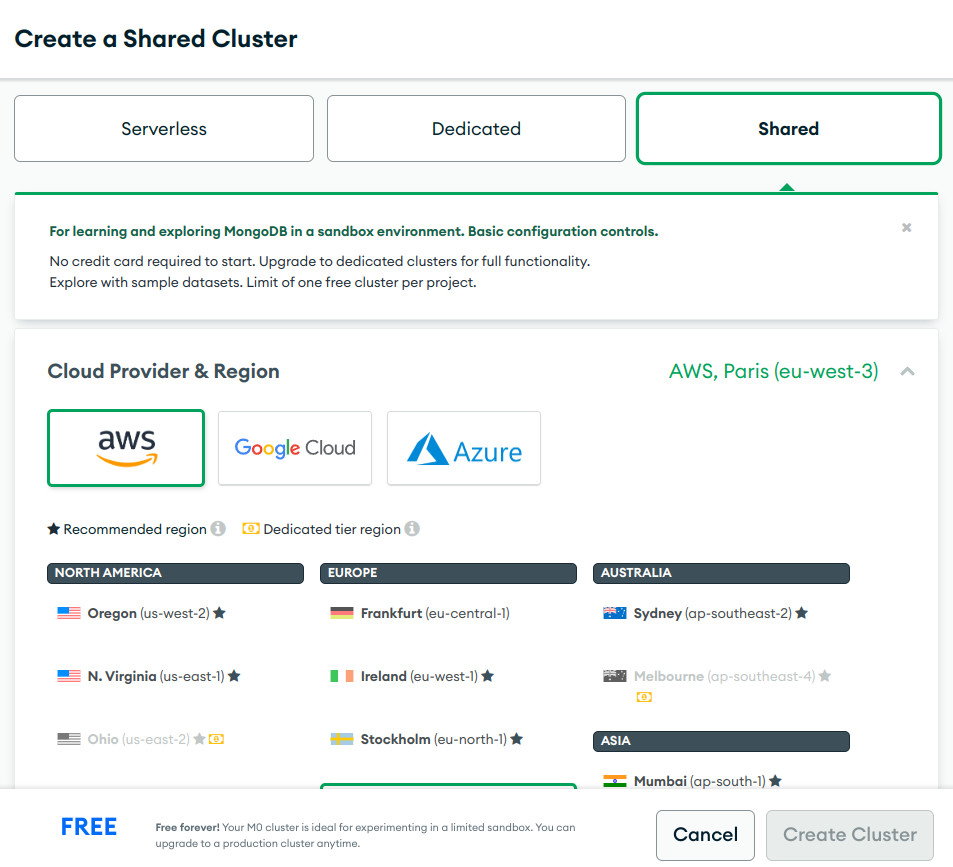 Create a Shared Cluster
Serverless
Dedicated
Shared
For learning and exploring MongoDB in a sandbox environment. Basic configuration controls.
No credit card required to start. Upgrade to dedicated clusters for full functionality.
Explore with sample datasets. Limit of one free cluster per project.
Cloud Provider & Region
AWS, Paris (eu-west-3)
aws
Google Cloud
Azure
Recommended region
Dedicated tier region
NORTH AMERICA
Oregon (us-west-2)
N. Virginia (us-east-1)
Ohio (us-east-2)
EUROPE
Frankfurt (eu-central-1)
Ireland (eu-west-1)
Stockholm (eu-north-1)
AUSTRALIA
Sydney (ap-southeast-2)
Melbourne (ap-southeast-4)
ASIA
Mumbai (ap-south-1)
FREE
Free forever! Your M0 cluster is ideal for experimenting in a limited sandbox. You can
upgrade to a production cluster anytime.
Cancel
Create Cluster